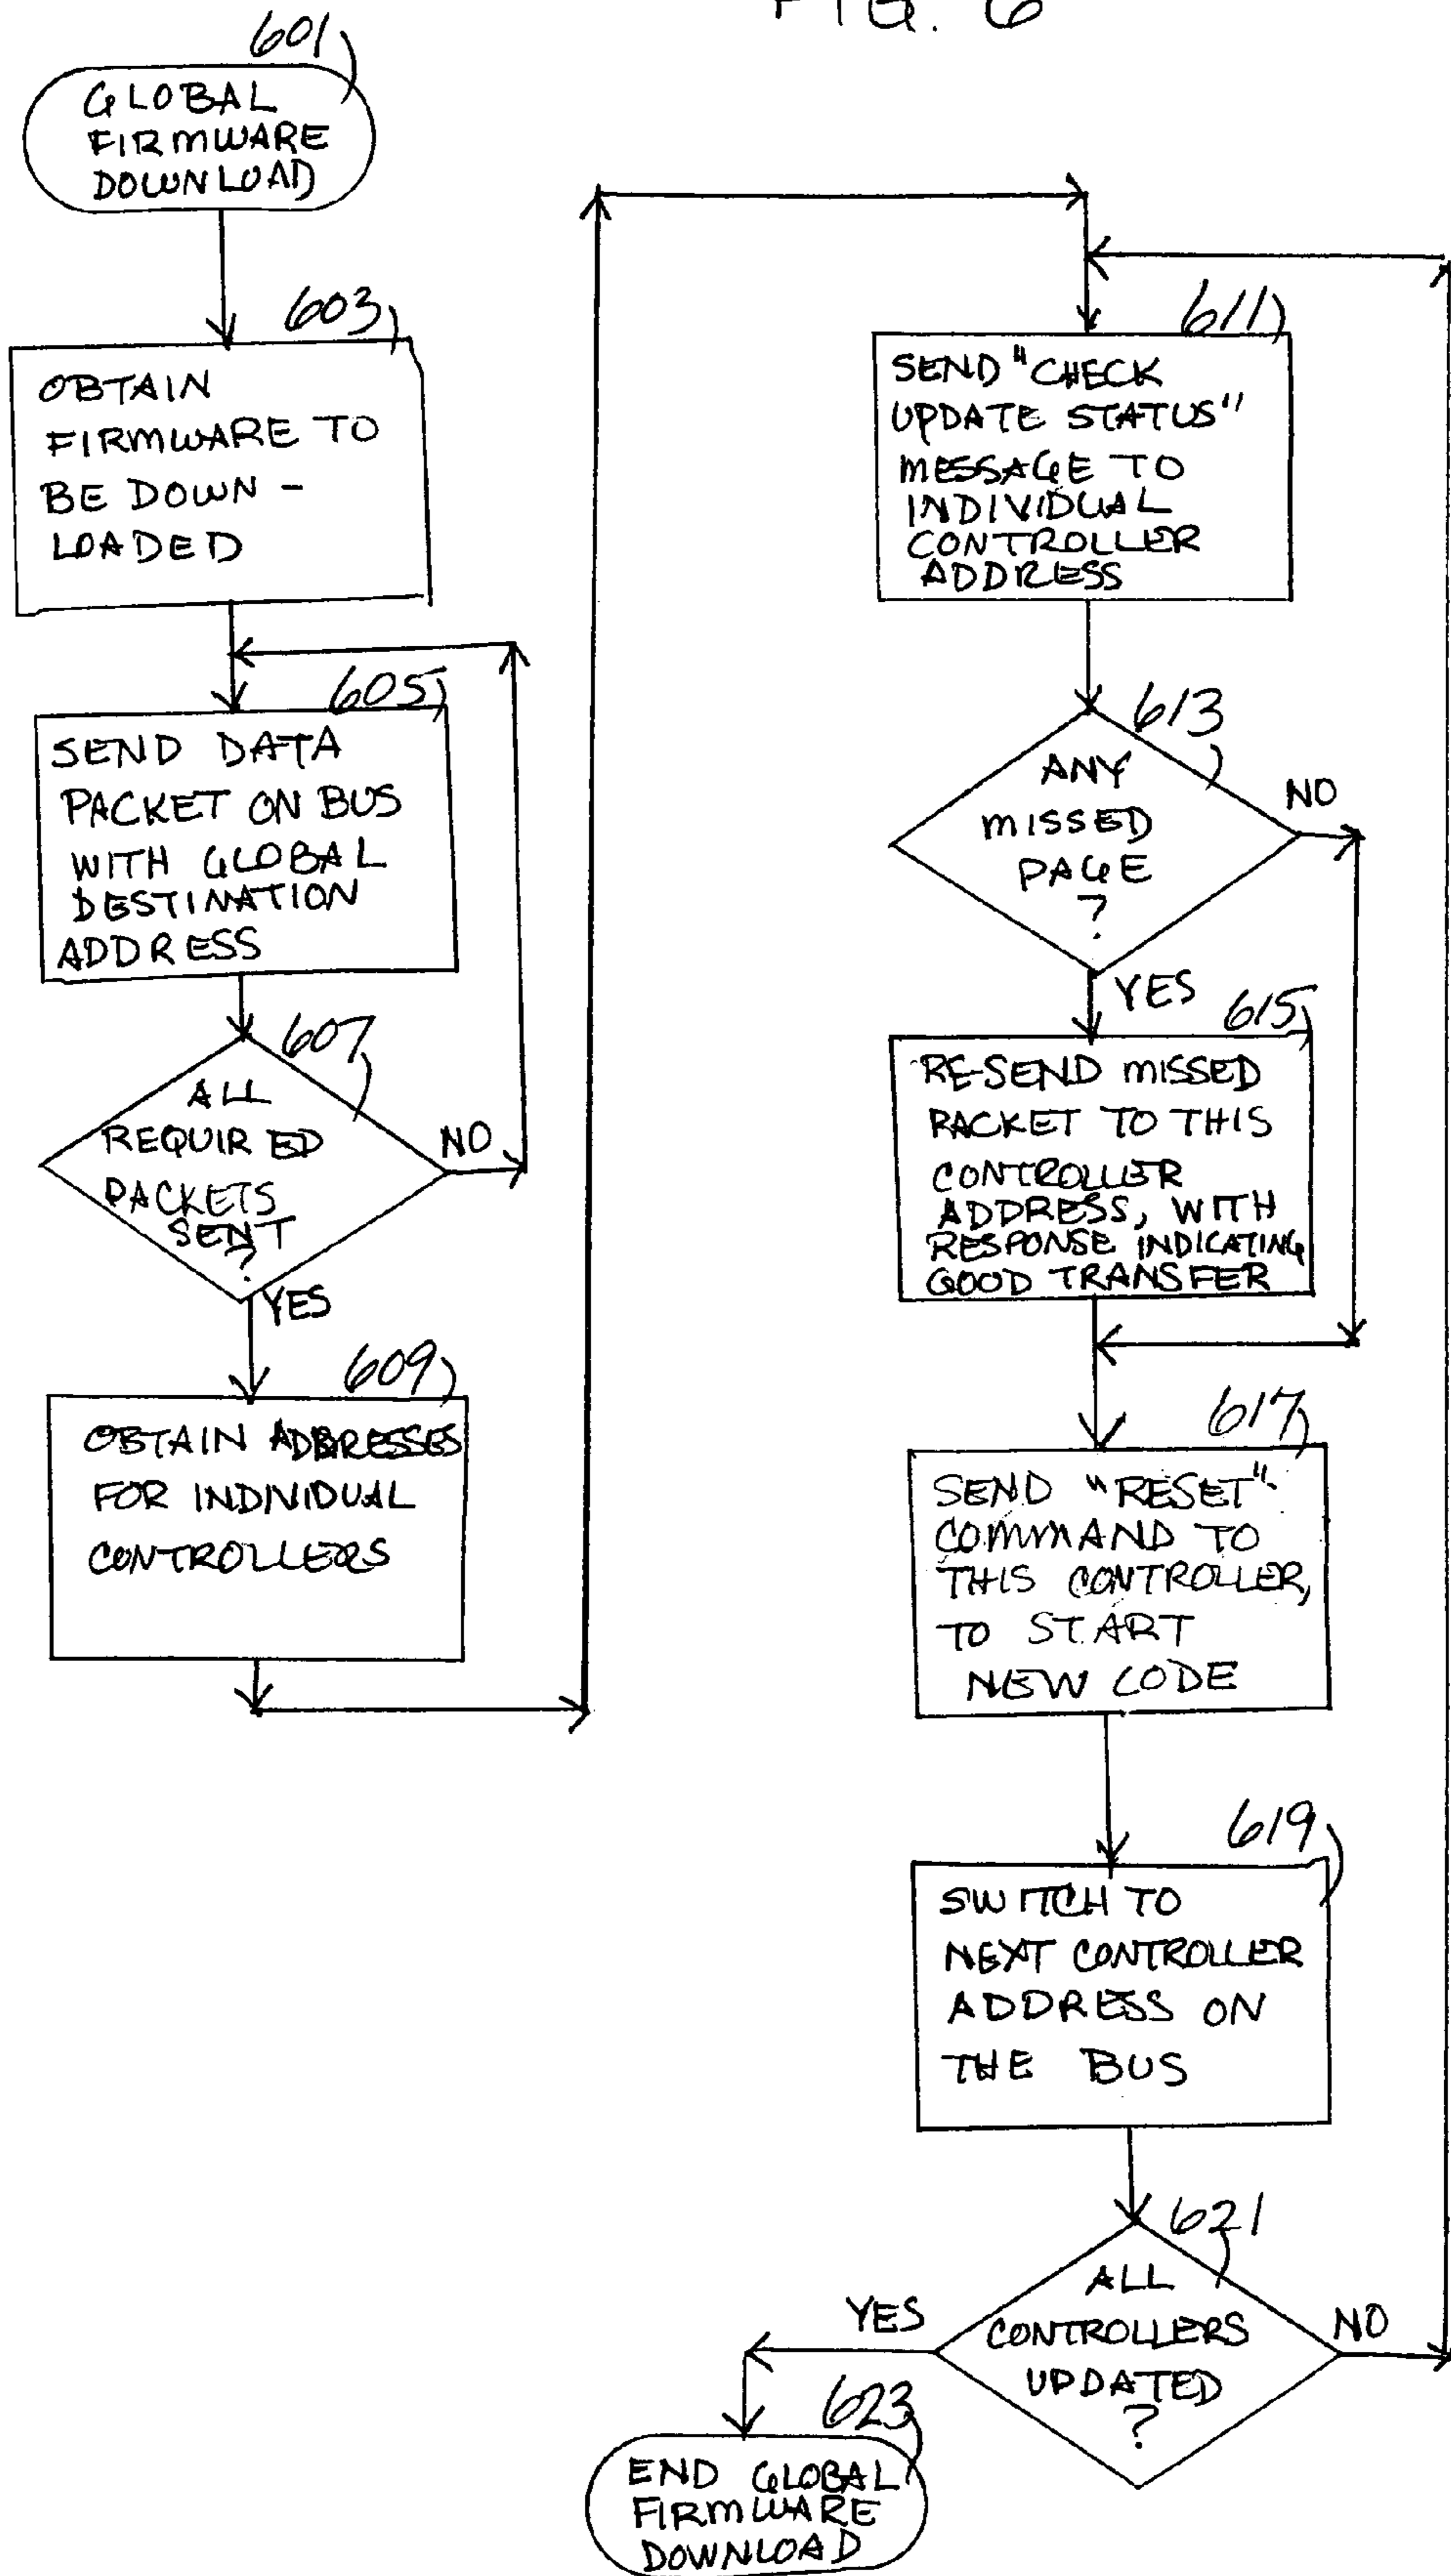 FIG. 6
601
GLOBAL
FIRMWARE
DOWNLOAD
603
OBTAIN
FIRMWARE TO
BE DOWN-
LOADED
605
SEND DATA
PACKET ON BUS
WITH GLOBAL
DESTINATION
ADDRESS
607
ALL
REQUIRED
PACKETS
SENT
?
NO
YES
609
OBTAIN ADDRESSES
FOR INDIVIDUAL
CONTROLLERS
611
SEND "CHECK
UPDATE STATUS"
MESSAGE TO
INDIVIDUAL
CONTROLLER
ADDRESS
613
ANY
MISSED
PAGE
?
NO
YES
615
RE-SEND MISSED
PACKET TO THIS
CONTROLLER
ADDRESS, WITH
RESPONSE INDICATING
GOOD TRANSFER
617
SEND "RESET"
COMMAND TO
THIS CONTROLLER,
TO START
NEW CODE
619
SWITCH TO
NEXT CONTROLLER
ADDRESS ON
THE BUS
621
ALL
CONTROLLERS
UPDATED
?
YES
NO
623
END GLOBAL
FIRMWARE
DOWNLOAD